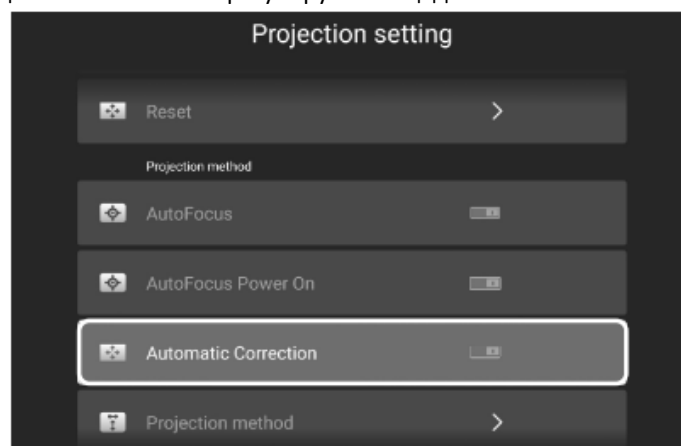 Projection setting
Reset
Projection method
AutoFocus
AutoFocus Power On
Automatic Correction
Projection method